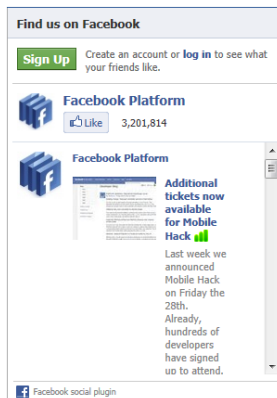 Find us on Facebook
Sign Up
Create an account or log in to see what
your friends like.
Facebook Platform
Like 3,201,814
Facebook Platform
Additional
tickets now
available
for Mobile
Hack
Last week we
announced
Mobile Hack
on Friday the
28th.
Already,
hundreds of
developers
have signed
up to attend.
Facebook social plugin